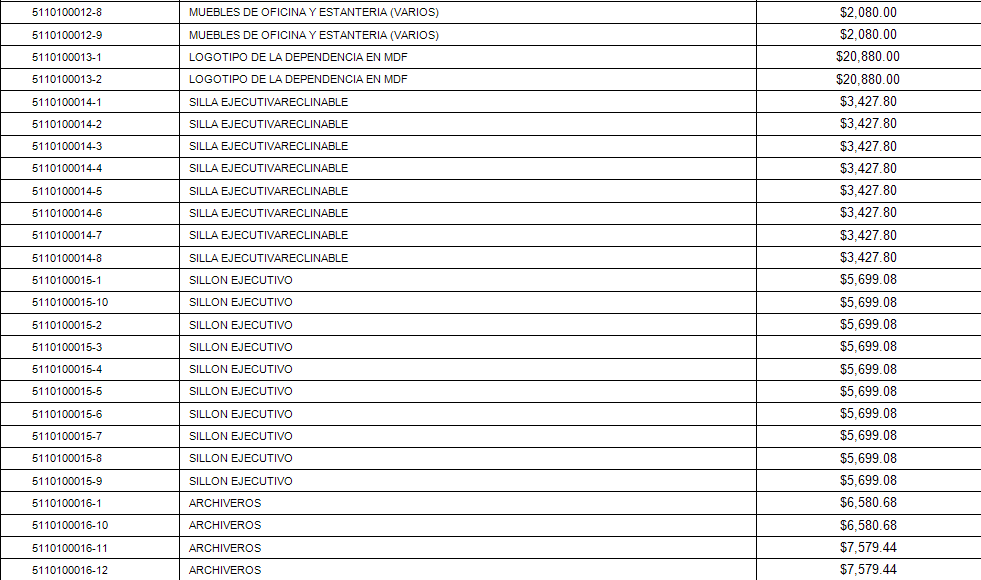 5110100012-8 MUEBLES DE OFICINA Y ESTANTERIA (VARIOS) $2,080.00
5110100012-9 MUEBLES DE OFICINA Y ESTANTERIA (VARIOS) $2,080.00
5110100013-1 LOGOTIPO DE LA DEPENDENCIA EN MDF $20,880.00
5110100013-2 LOGOTIPO DE LA DEPENDENCIA EN MDF $20,880.00
5110100014-1 SILLA EJECUTIVARECLINABLE $3,427.80
5110100014-2 SILLA EJECUTIVARECLINABLE $3,427.80
5110100014-3 SILLA EJECUTIVARECLINABLE $3,427.80
5110100014-4 SILLA EJECUTIVARECLINABLE $3,427.80
5110100014-5 SILLA EJECUTIVARECLINABLE $3,427.80
5110100014-6 SILLA EJECUTIVARECLINABLE $3,427.80
5110100014-7 SILLA EJECUTIVARECLINABLE $3,427.80
5110100014-8 SILLA EJECUTIVARECLINABLE $3,427.80
5110100015-1 SILLON EJECUTIVO $5,699.08
5110100015-10 SILLON EJECUTIVO $5,699.08
5110100015-2 SILLON EJECUTIVO $5,699.08
5110100015-3 SILLON EJECUTIVO $5,699.08
5110100015-4 SILLON EJECUTIVO $5,699.08
5110100015-5 SILLON EJECUTIVO $5,699.08
5110100015-6 SILLON EJECUTIVO $5,699.08
5110100015-7 SILLON EJECUTIVO $5,699.08
5110100015-8 SILLON EJECUTIVO $5,699.08
5110100015-9 SILLON EJECUTIVO $5,699.08
5110100016-1 ARCHIVEROS $6,580.68
5110100016-10 ARCHIVEROS $6,580.68
5110100016-11 ARCHIVEROS $7,579.44
5110100016-12 ARCHIVEROS $7,579.44